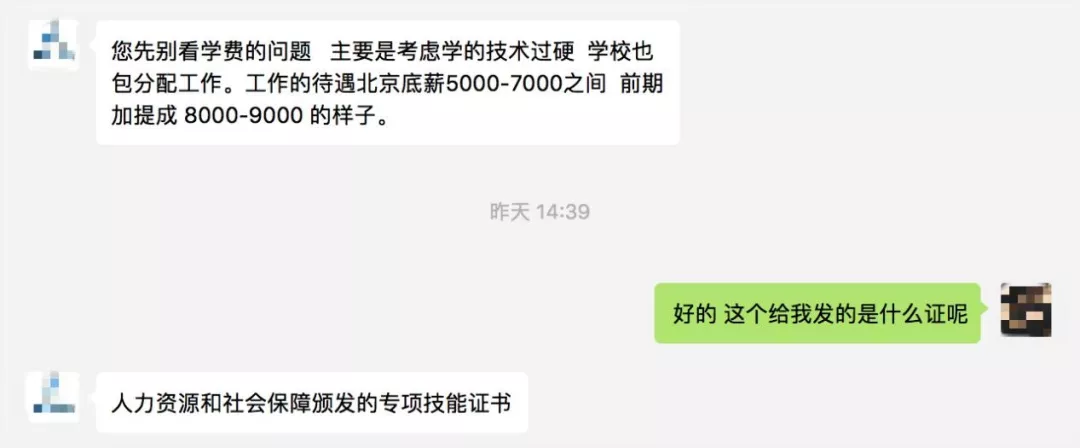 您先别看学费的问题   主要是考虑学的技术过硬  学校也
包分配工作。工作的待遇北京底薪5000-7000之间  前期
加提成 8000-9000 的样子。
昨天 14:39
好的 这个给我发的是什么证呢
人力资源和社会保障颁发的专项技能证书